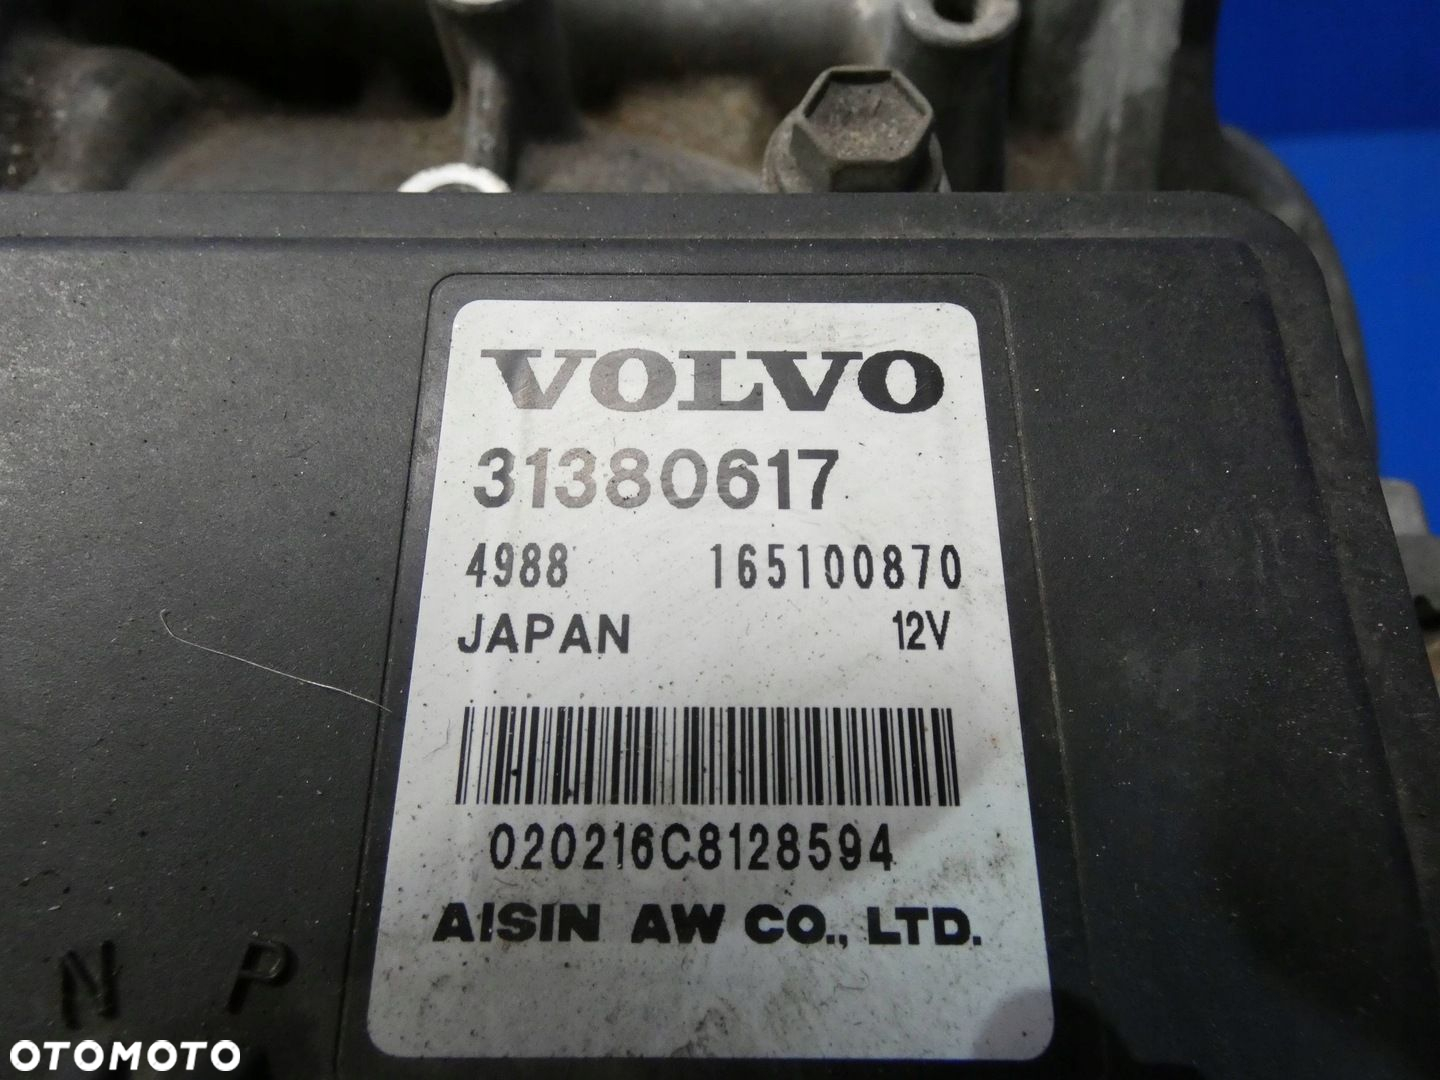 VOLVO
31380617
4988 165100870
JAPAN 12V
020216C8128594
AISIN AW CO., LTD.
N P
OTOMOTO